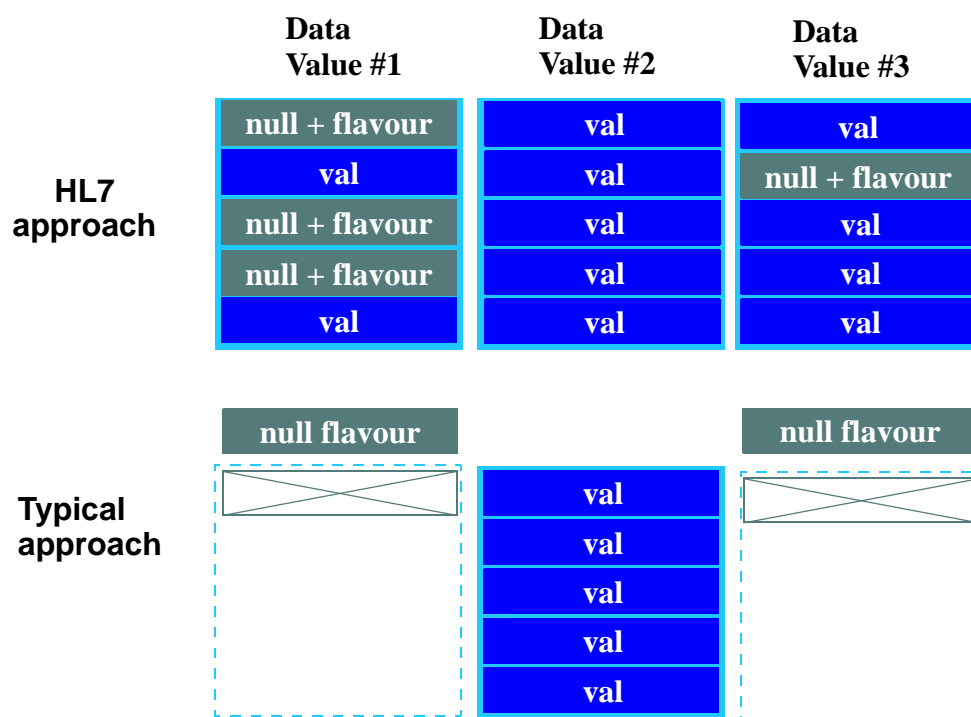 Data
Value #1
Data
Value #2
Data
Value #3
HL7
approach
null + flavour
val
null + flavour
null + flavour
val
val
val
val
val
val
val
null + flavour
val
val
val
Typical
approach
null flavour
val
val
val
val
val
null flavour